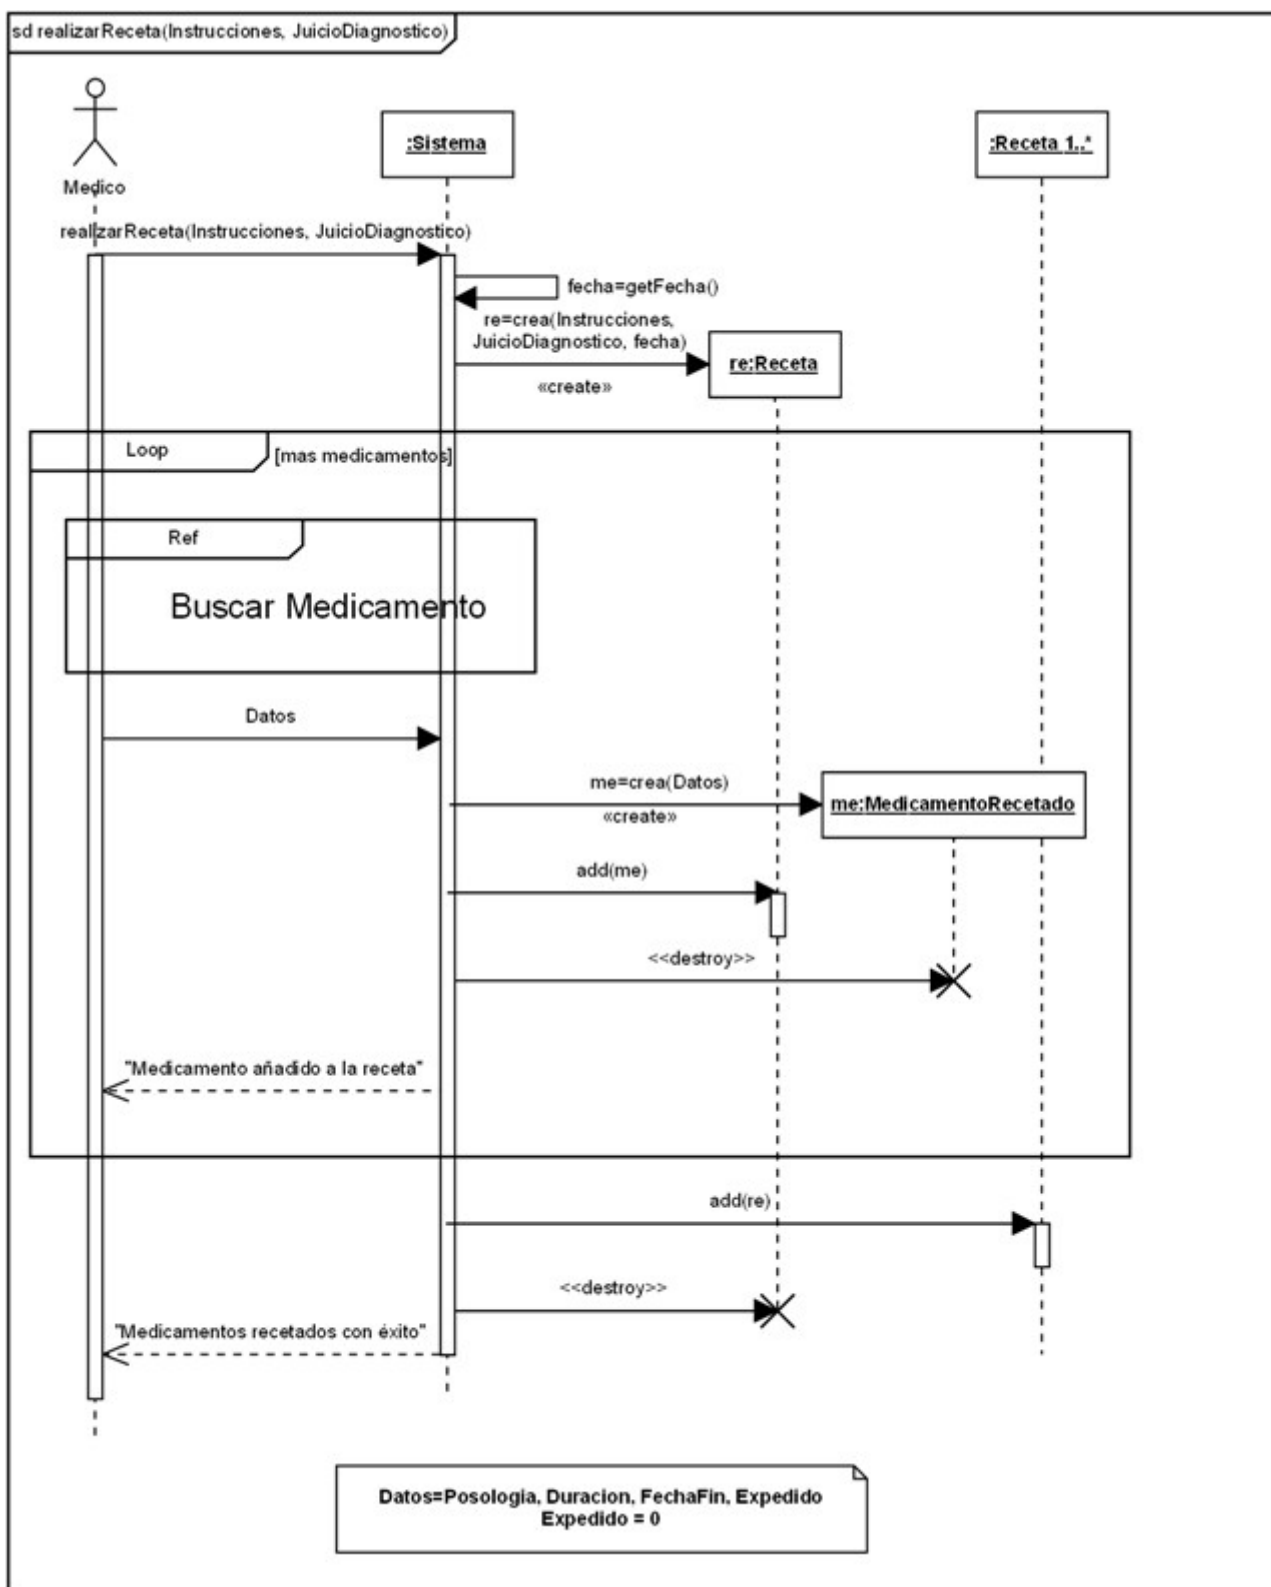 sd realizarReceta(Instrucciones, JuicioDiagnostico)
:Sistema
:Receta 1..*
Medico
realizarReceta(Instrucciones, JuicioDiagnostico)
fecha=getFecha()
re=crea(Instrucciones,
JuicioDiagnostico, fecha)
re:Receta
«create»
Loop
[mas medicamentos]
Ref
Buscar Medicamento
Datos
me=crea(Datos)
me:MedicamentoRecetado
«create»
add(me)
<<destroy>>
"Medicamento añadido a la receta"
add(re)
<<destroy>>
"Medicamentos recetados con éxito"
Datos=Posologia, Duracion, FechaFin, Expedido
Expedido = 0